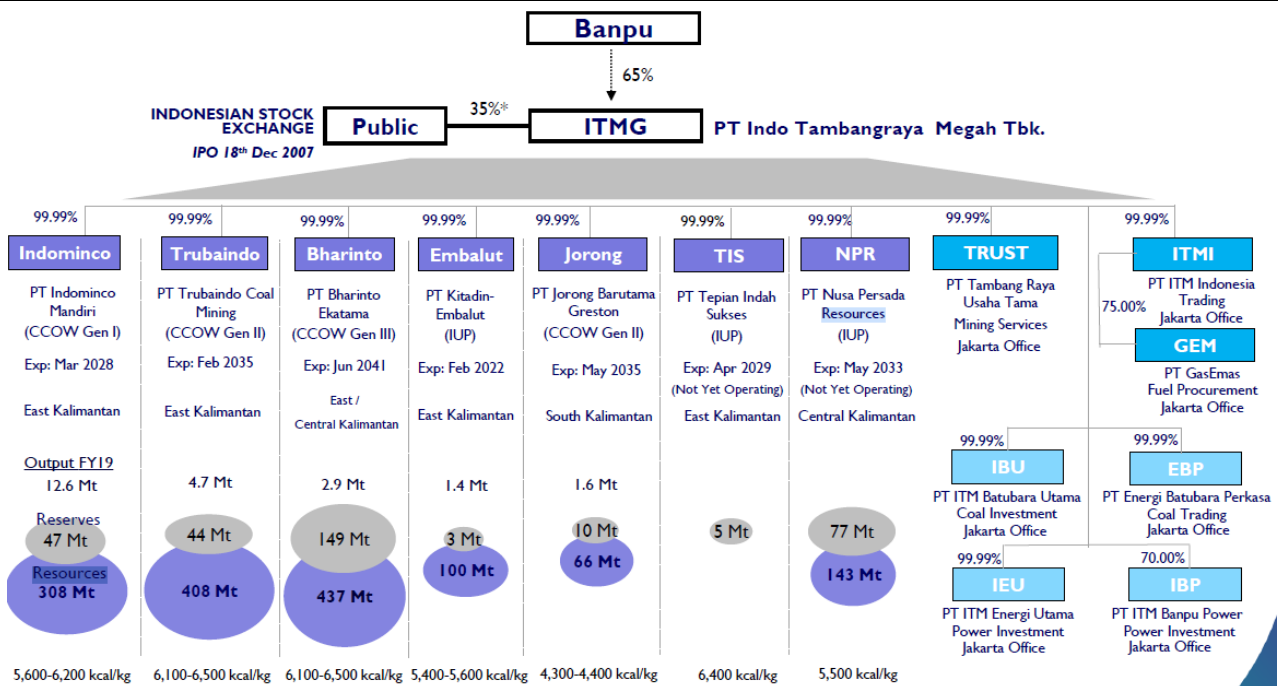 Banpu
65%
INDONESIAN STOCK
EXCHANGE
IPO 18th Dec 2007
Public
35%*
ITMG
PT Indo Tambangraya Megah Tbk.
99.99%
Indominco
PT Indominco
Mandiri
(CCOW Gen I)
Exp: Mar 2028
East Kalimantan
Output FY19
12.6 Mt
Reserves
47 Mt
Resources
308 Mt
5,600-6,200 kcal/kg
99.99%
Trubaindo
PT Trubaindo Coal
Mining
(CCOW Gen II)
Exp: Feb 2035
East Kalimantan
4.7 Mt
44 Mt
408 Mt
6,100-6,500 kcal/kg
99.99%
Bharinto
PT Bharinto
Ekatama
(CCOW Gen III)
Exp: Jun 2041
East /
Central Kalimantan
2.9 Mt
149 Mt
437 Mt
6,100-6,500 kcal/kg
99.99%
Embalut
PT Kitadin-
Embalut
(IUP)
Exp: Feb 2022
East Kalimantan
1.4 Mt
3 Mt
100 Mt
5,400-5,600 kcal/kg
99.99%
Jorong
PT Jorong Barutama
Greston
(CCOW Gen II)
Exp: May 2035
South Kalimantan
1.6 Mt
10 Mt
66 Mt
4,300-4,400 kcal/kg
99.99%
TIS
PT Tepian Indah
Sukses
(IUP)
Exp: Apr 2029
(Not Yet Operating)
East Kalimantan
5 Mt
6,400 kcal/kg
99.99%
NPR
PT Nusa Persada
Resources
(IUP)
Exp: May 2033
(Not Yet Operating)
Central Kalimantan
77 Mt
143 Mt
5,500 kcal/kg
99.99%
TRUST
PT Tambang Raya
Usaha Tama
Mining Services
Jakarta Office
99.99%
ITMI
PT ITM Indonesia
Trading
Jakarta Office
75.00%
GEM
PT GasEmas
Fuel Procurement
Jakarta Office
99.99%
IBU
PT ITM Batubara Utama
Coal Investment
Jakarta Office
99.99%
EBP
PT Energi Batubara Perkasa
Coal Trading
Jakarta Office
99.99%
IEU
PT ITM Energi Utama
Power Investment
Jakarta Office
70.00%
IBP
PT ITM Banpu Power
Power Investment
Jakarta Office